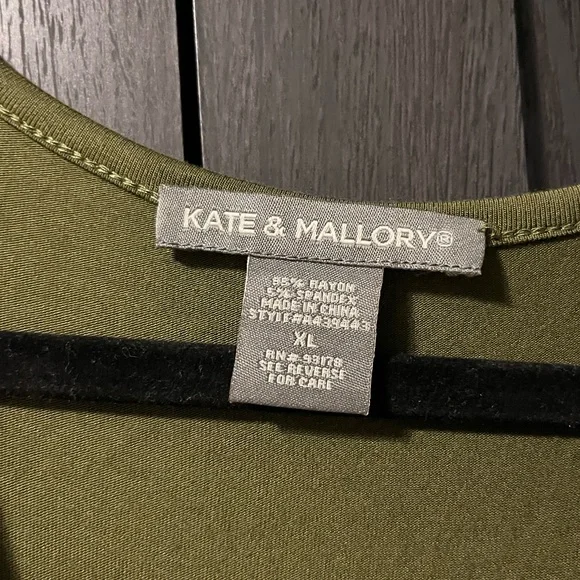 KATE & MALLORY®
95% RAYON
5% SPANDEX
MADE IN CHINA
STYLE#A439443
XL
RN# 93178
SEE REVERSE
FOR CARE